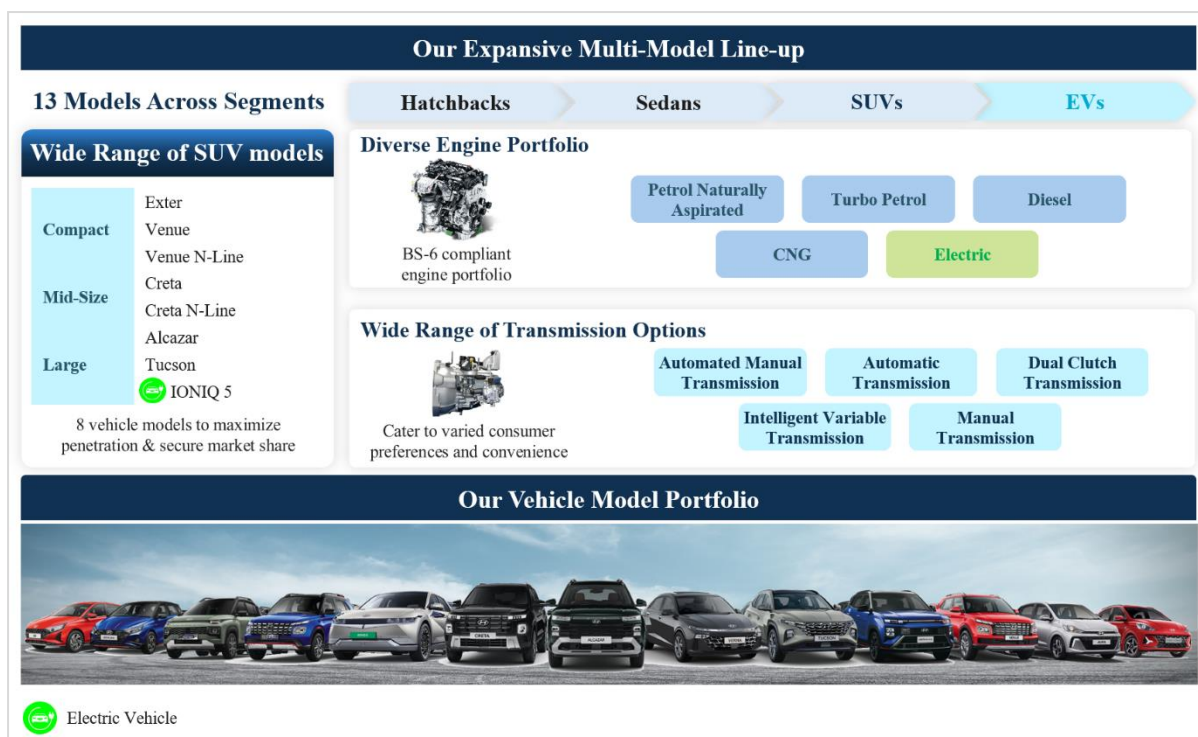 Our Expansive Multi-Model Line-up
13 Models Across Segments
Hatchbacks
Sedans
SUVs
EVs
Wide Range of SUV models
Compact
Exter
Venue
Venue N-Line
Mid-Size
Creta
Creta N-Line
Large
Alcazar
Tucson
IONIQ 5
8 vehicle models to maximize
penetration & secure market share
Diverse Engine Portfolio
BS-6 compliant
engine portfolio
Petrol Naturally
Aspirated
Turbo Petrol
Diesel
CNG
Electric
Wide Range of Transmission Options
Cater to varied consumer
preferences and convenience
Automated Manual
Transmission
Automatic
Transmission
Dual Clutch
Transmission
Intelligent Variable
Transmission
Manual
Transmission
Our Vehicle Model Portfolio
CRETA
ALCAZAR
TUCSON
Electric Vehicle